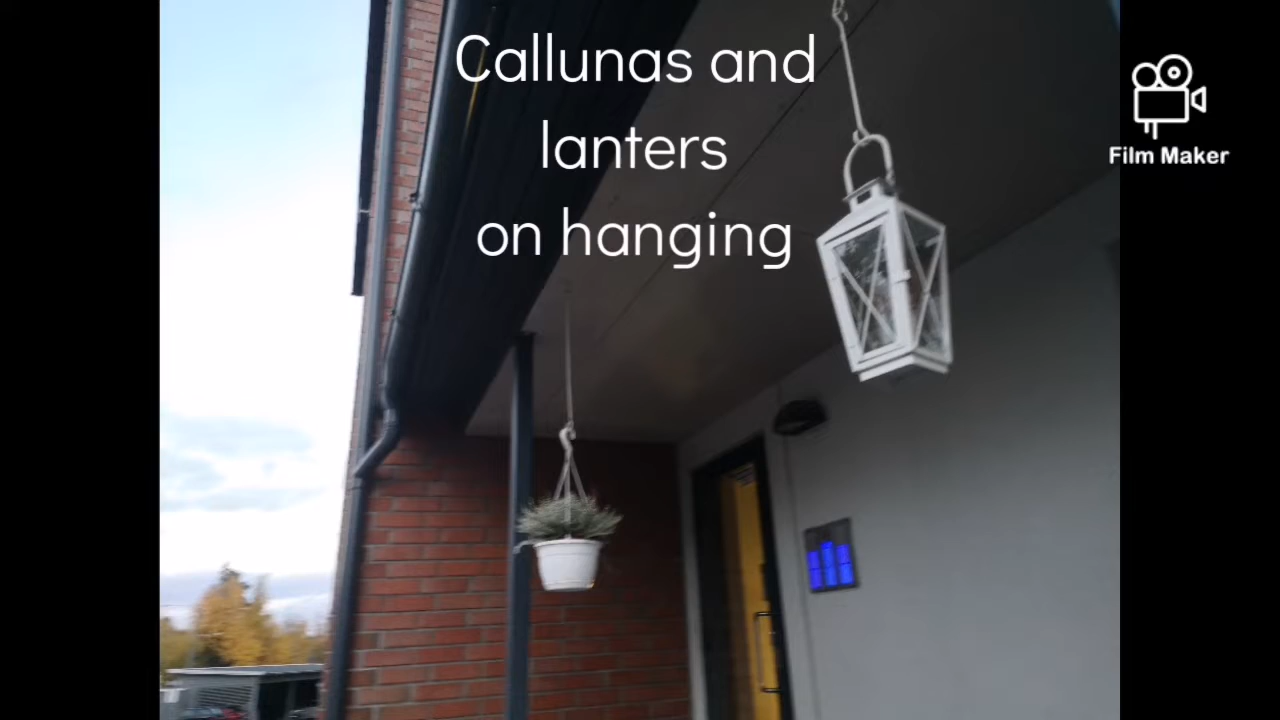 Callunas and
lanters
on hanging
Film Maker